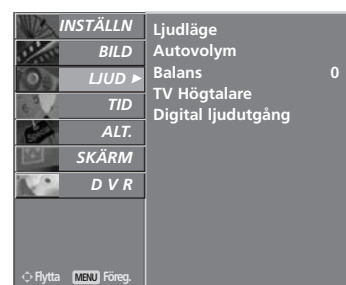 INSTÄLLN
BILD
LJUD ►
TID
ALT.
SKÄRM
D V R
Ljudläge
Autovolym
Balans 0
TV Högtalare
Digital ljudutgång
Flytta MENU Föreg.